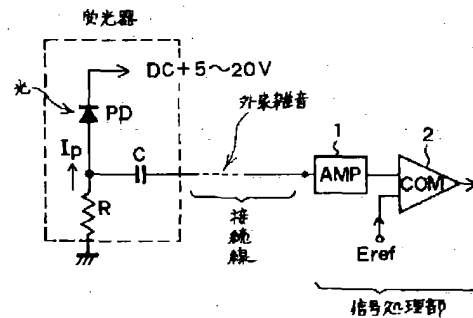 受光器
DC+5〜20V
光
PD
外来雑音
Ip
C
1
2
AMP
COM
R
接続線
Eref
信号処理部